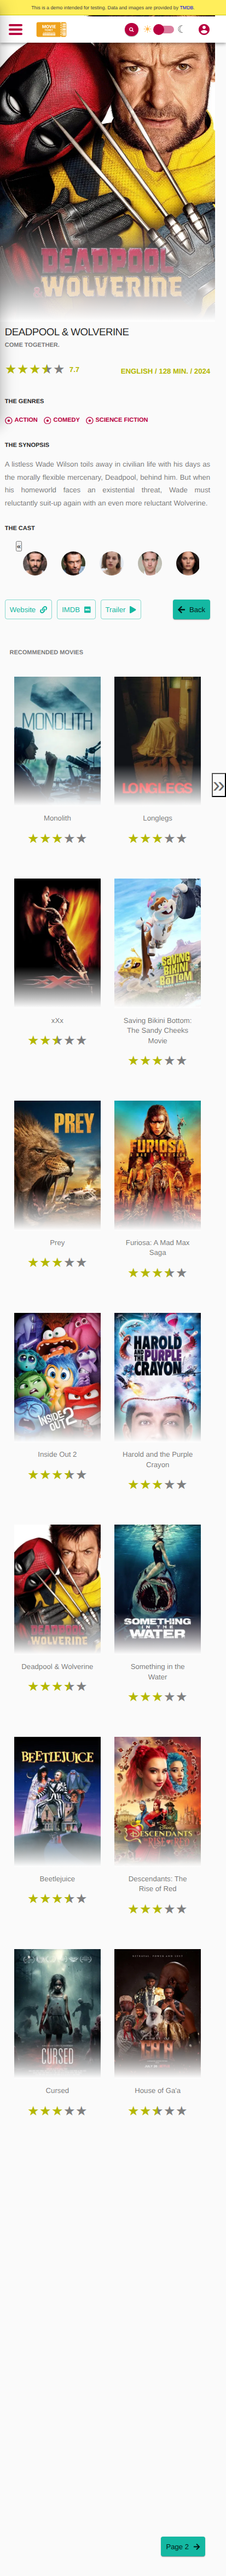 This is a demo intended for testing. Data and images are provided by TMDB.
MOVIE
DEADPOOL
WOLVERINE
DEADPOOL & WOLVERINE
COME TOGETHER.
7.7
ENGLISH / 128 MIN. / 2024
THE GENRES
ACTION COMEDY SCIENCE FICTION
THE SYNOPSIS
A listless Wade Wilson toils away in civilian life with his days as
the morally flexible mercenary, Deadpool, behind him. But when
his homeworld faces an existential threat, Wade must
reluctantly suit-up again with an even more reluctant Wolverine.
THE CAST
«
Website IMDB Trailer Back
RECOMMENDED MOVIES
MONOLITH
LONGLEGS
»
Monolith
Longlegs
xXx
SAVING
BIKINI
BOTTOM
xXx
Saving Bikini Bottom:
The Sandy Cheeks
Movie
PREY
FURIOSA
Prey
Furiosa: A Mad Max
Saga
INSIDE OUT 2
HAROLD
AND THE PURPLE
CRAYON
Inside Out 2
Harold and the Purple
Crayon
DEADPOOL
WOLVERINE
SOMETHING
IN THE
WATER
Deadpool & Wolverine
Something in the
Water
BEETLEJUICE
DESCENDANTS
Beetlejuice
Descendants: The
Rise of Red
CURSED
Cursed
House of Ga'a
Page 2